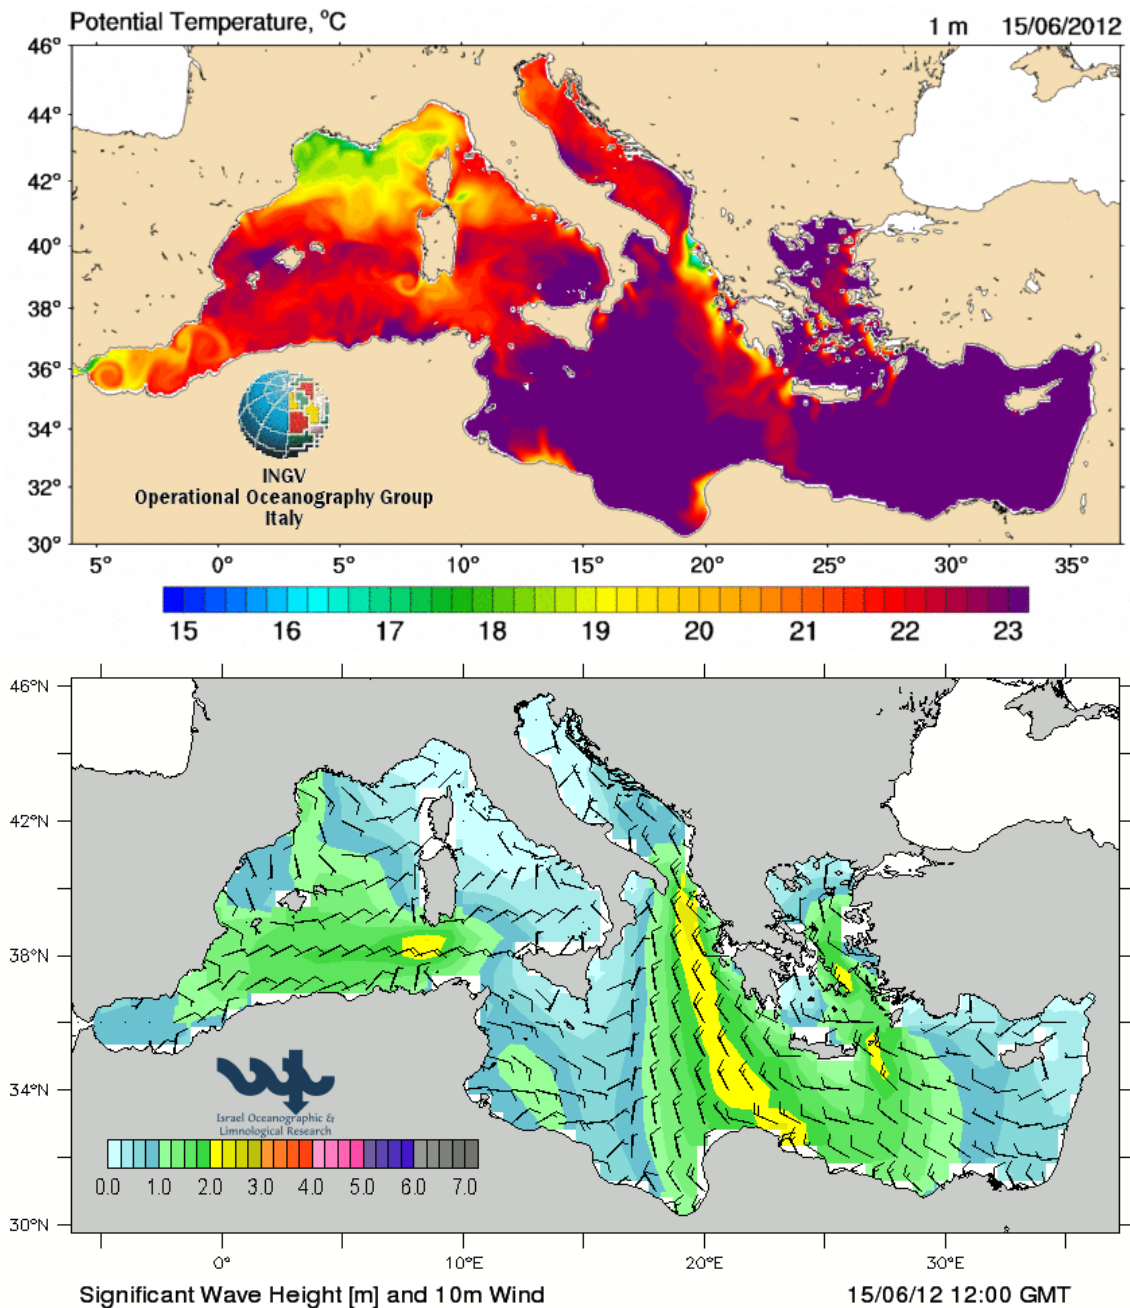 Potential Temperature, °C
1 m 15/06/2012
46°
44°
42°
40°
38°
36°
34°
32°
30°
INGV
Operational Oceanography Group
Italy
5° 0° 5° 10° 15° 20° 25° 30° 35°
15 16 17 18 19 20 21 22 23
46°N
42°N
38°N
34°N
30°N
Israel Oceanographic &
Limnological Research
0.0 1.0 2.0 3.0 4.0 5.0 6.0 7.0
0° 10°E 20°E 30°E
Significant Wave Height [m] and 10m Wind
15/06/12 12:00 GMT